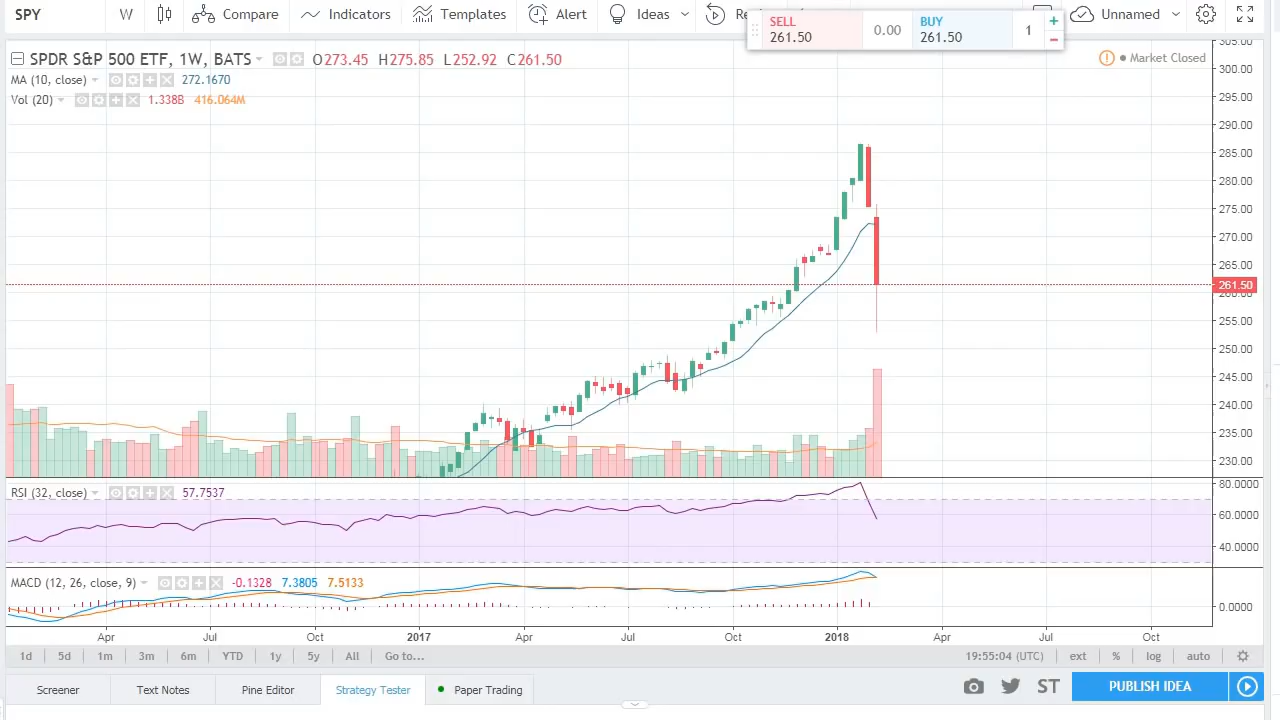 SPY W Compare Indicators Templates Alert Ideas Unnamed
SELL 261.50 0.00 BUY 261.50 1
SPDR S&P 500 ETF, 1W, BATS O273.45 H275.85 L252.92 C261.50
Market Closed
MA (10, close) 272.1670
Vol (20) 1.338B 416.064M
305.00
300.00
295.00
290.00
285.00
280.00
275.00
270.00
265.00
261.50
260.00
255.00
250.00
245.00
240.00
235.00
230.00
RSI (32, close) 57.7537
80.0000
60.0000
40.0000
MACD (12, 26, close, 9) -0.1328 7.3805 7.5133
0.0000
Apr Jul Oct 2017 Apr Jul Oct 2018 Apr Jul Oct
1d 5d 1m 3m 6m YTD 1y 5y All Go to... 19:55:04 (UTC) ext % log auto
Screener Text Notes Pine Editor Strategy Tester Paper Trading ST PUBLISH IDEA